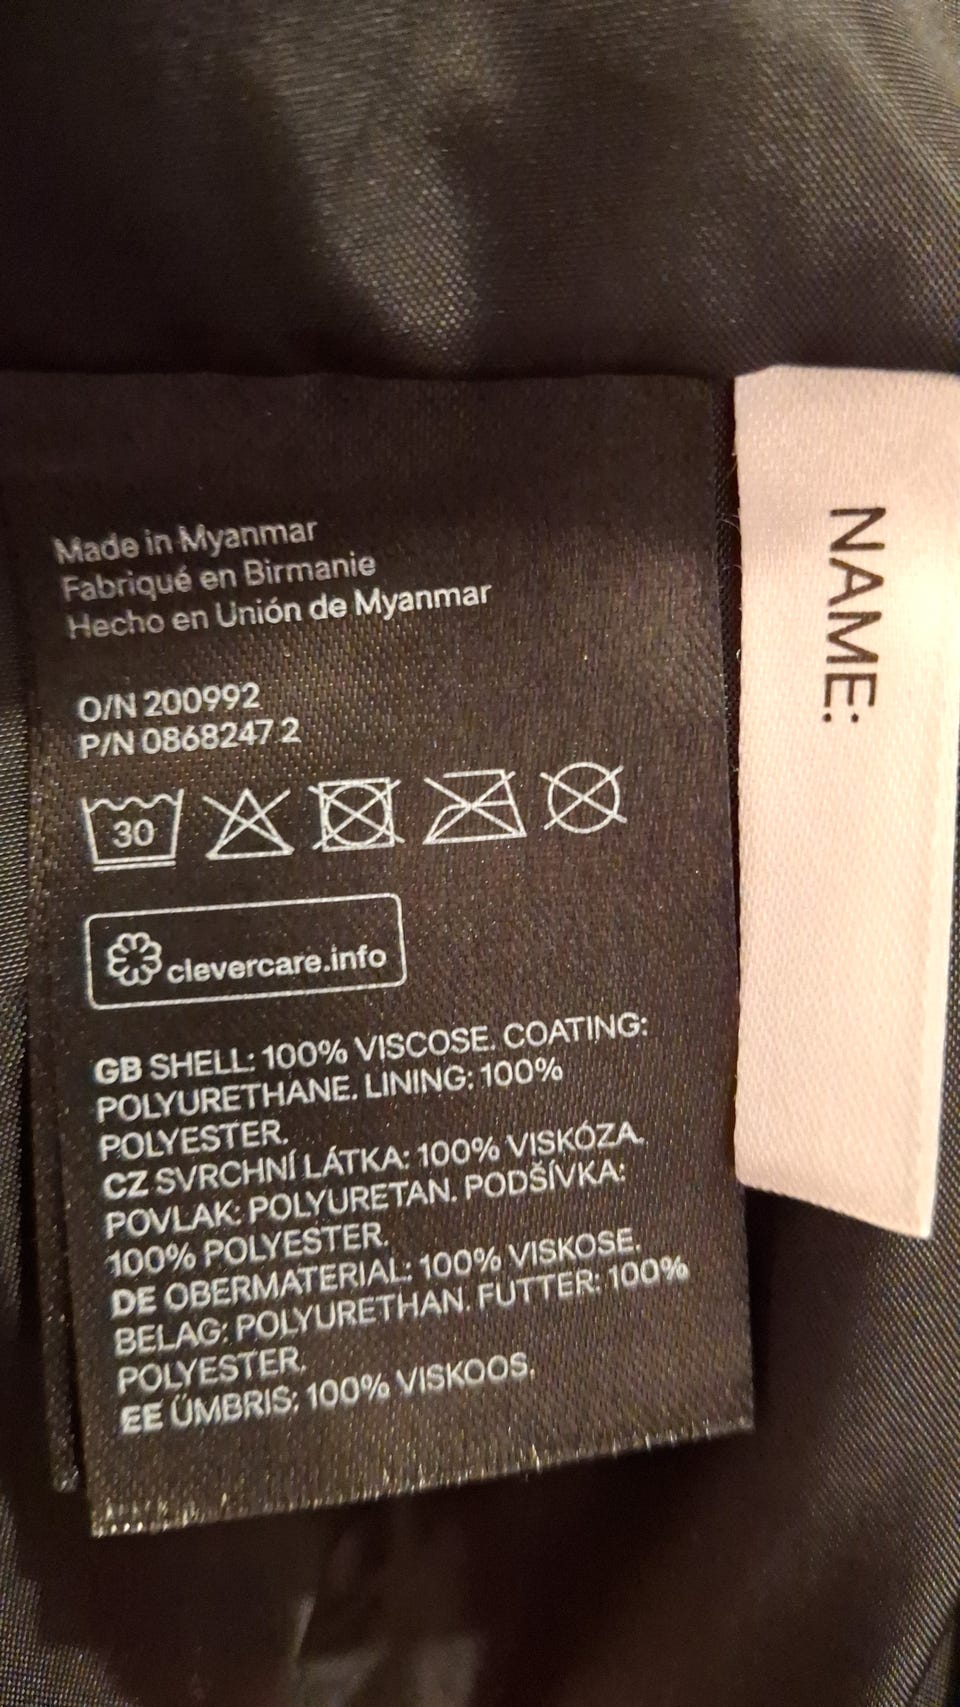 Made in Myanmar
Fabriqué en Birmanie
Hecho en Unión de Myanmar
O/N 200992
P/N 0868247 2
30
clevercare.info
GB SHELL: 100% VISCOSE. COATING:
POLYURETHANE. LINING: 100%
POLYESTER.
CZ SVRCHNÍ LÁTKA: 100% VISKÓZA.
POVLAK: POLYURETAN. PODŠÍVKA:
100% POLYESTER.
DE OBERMATERIAL: 100% VISKOSE.
BELAG: POLYURETHAN. FUTTER: 100%
POLYESTER.
EE ÜMBRIS: 100% VISKOOS.
NAME: